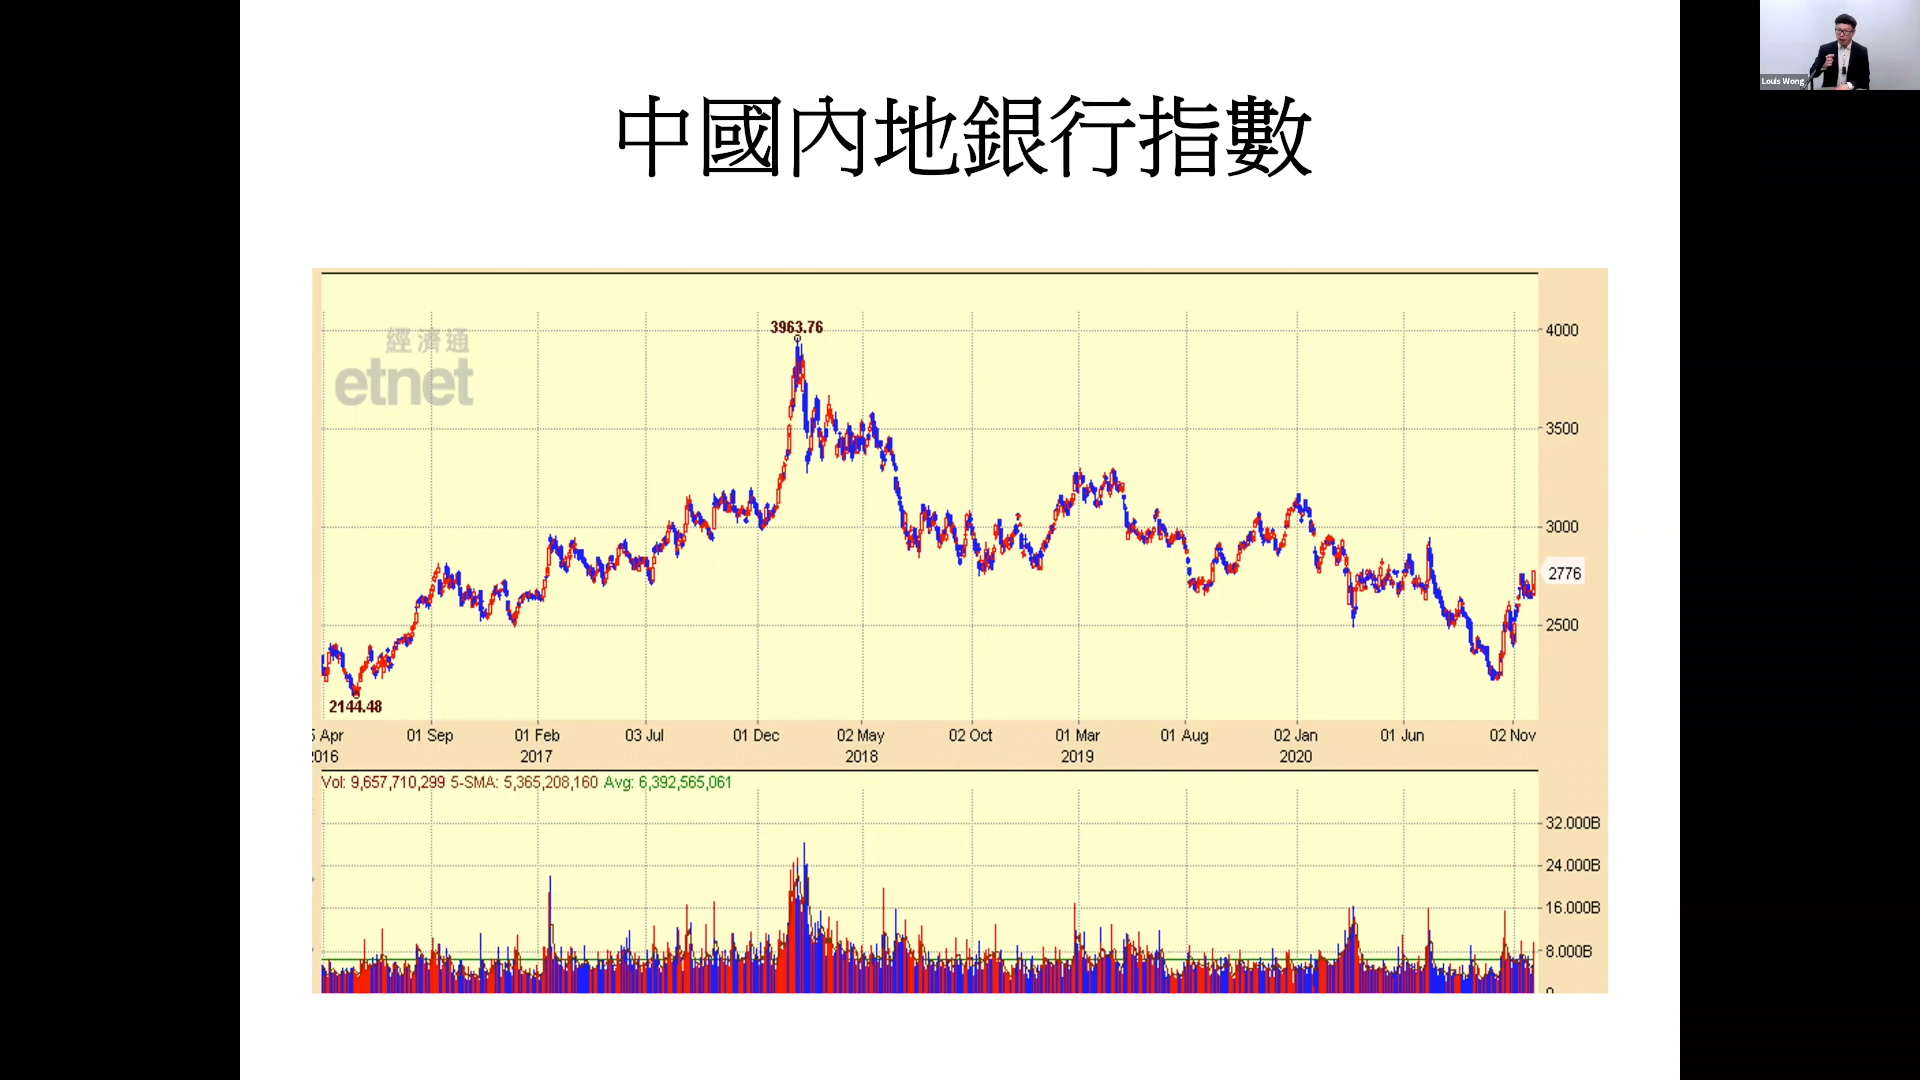 Louis Wong
中國內地銀行指數
經濟通
etnet
3963.76
2144.48
4000
3500
3000
2776
2500
5 Apr 01 Sep 01 Feb 03 Jul 01 Dec 02 May 02 Oct 01 Mar 01 Aug 02 Jan 01 Jun 02 Nov
2016 2017 2018 2019 2020
Vol: 9,657,710,299 5-SMA: 5,365,208,160 Avg: 6,392,565,061
32.000B
24.000B
16.000B
8.000B
0